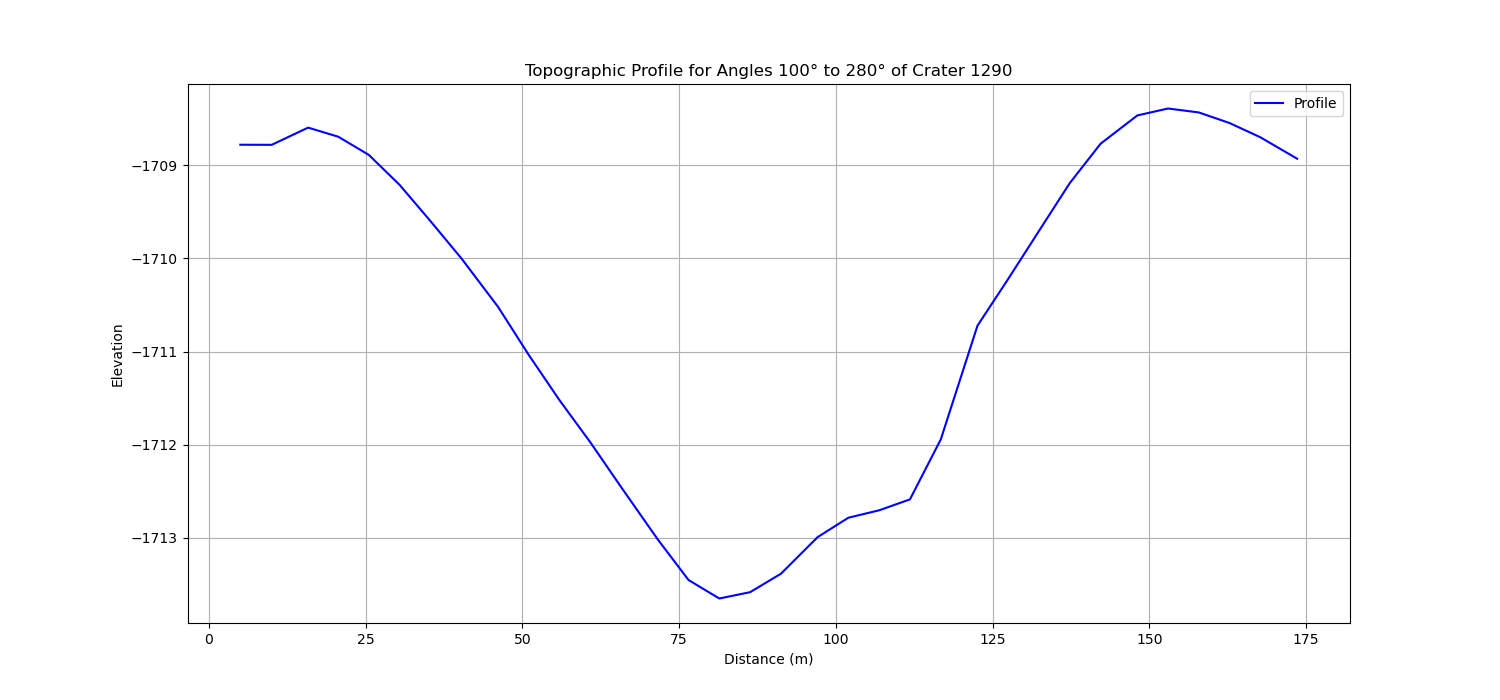 Topographic Profile for Angles 100° to 280° of Crater 1290
Profile
−1709
−1710
−1711
−1712
−1713
Elevation
0 25 50 75 100 125 150 175
Distance (m)